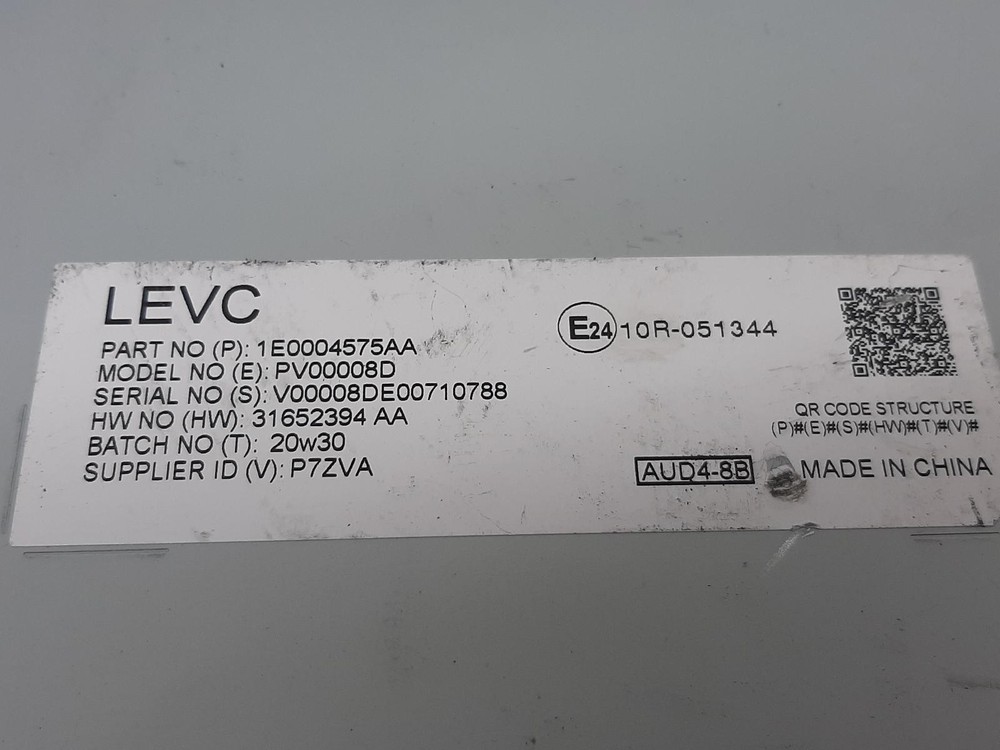 LEVC
PART NO (P): 1E0004575AA
MODEL NO (E): PV00008D
SERIAL NO (S): V00008DE00710788
HW NO (HW): 31652394 AA
BATCH NO (T): 20w30
SUPPLIER ID (V): P7ZVA
E24 10R-051344
QR CODE STRUCTURE
(P)#(E)#(S)#(HW)#(T)#(V)#
AUD4-8B MADE IN CHINA